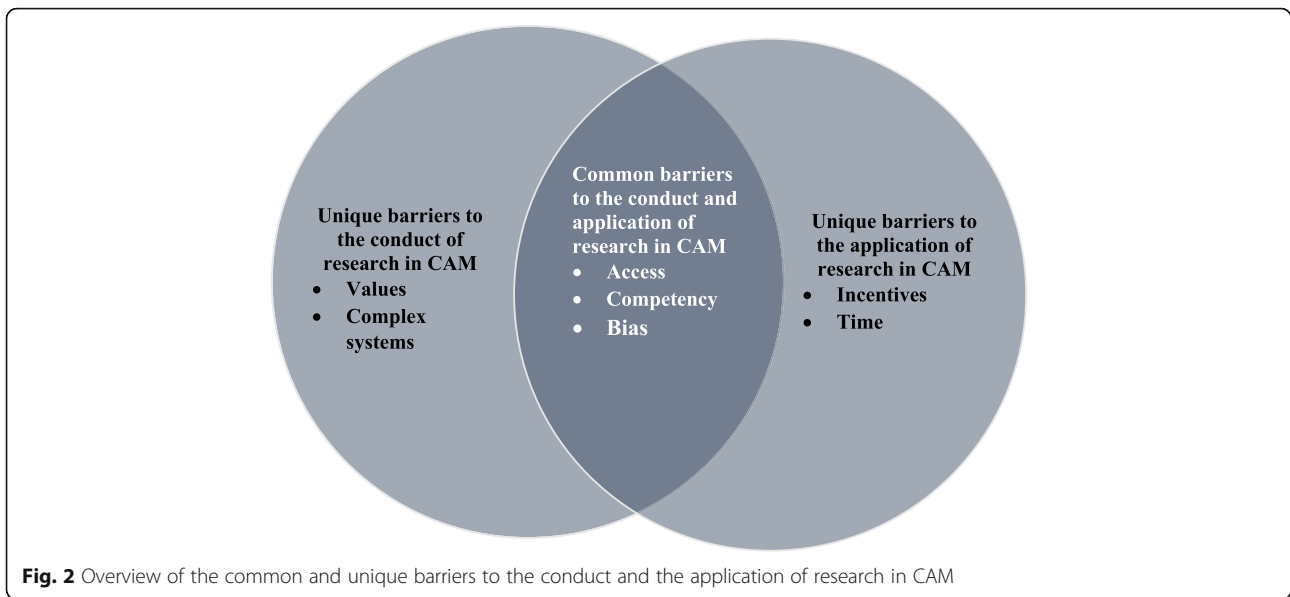 Unique barriers to
the conduct of
research in CAM
• Values
• Complex
systems
Common barriers
to the conduct and
application of
research in CAM
• Access
• Competency
• Bias
Unique barriers to
the application of
research in CAM
• Incentives
• Time
Fig. 2 Overview of the common and unique barriers to the conduct and the application of research in CAM